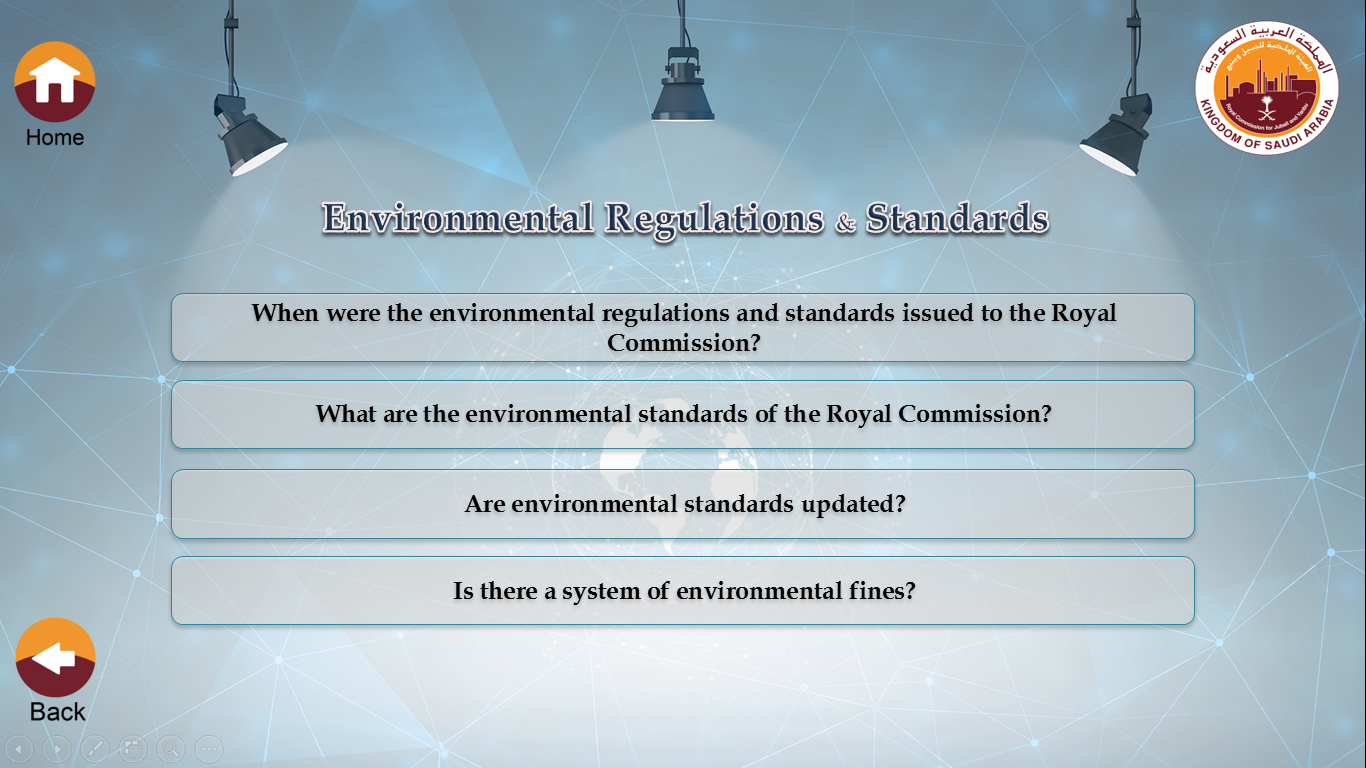 المملكة العربية السعودية
الهيئة الملكية للجبيل وينبع
Royal Commission for Jubail and Yanbu
KINGDOM OF SAUDI ARABIA
Home
Environmental Regulations & Standards
When were the environmental regulations and standards issued to the Royal
Commission?
What are the environmental standards of the Royal Commission?
Are environmental standards updated?
Is there a system of environmental fines?
Back